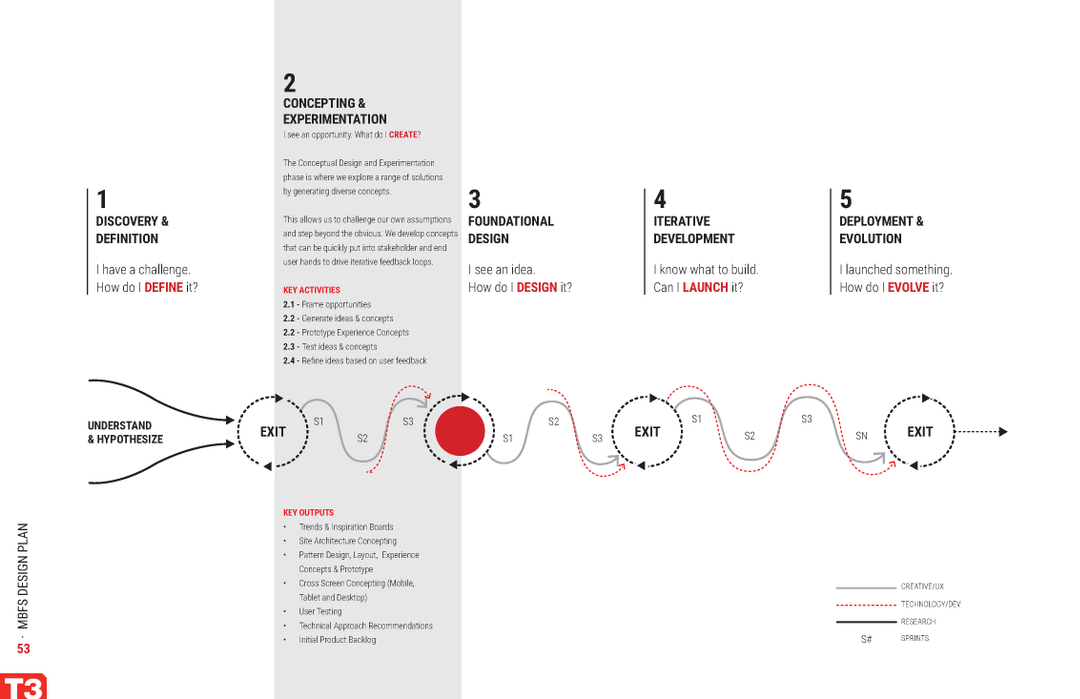 1
DISCOVERY &
DEFINITION
I have a challenge.
How do I DEFINE it?
2
CONCEPTING &
EXPERIMENTATION
I see an opportunity. What do I CREATE?
The Conceptual Design and Experimentation
phase is where we explore a range of solutions
by generating diverse concepts.
This allows us to challenge our own assumptions
and step beyond the obvious. We develop concepts
that can be quickly put into stakeholder and end
user hands to drive iterative feedback loops.
KEY ACTIVITIES
2.1 - Frame opportunities
2.2 - Generate ideas & concepts
2.2 - Prototype Experience Concepts
2.3 - Test ideas & concepts
2.4 - Refine ideas based on user feedback
3
FOUNDATIONAL
DESIGN
I see an idea.
How do I DESIGN it?
4
ITERATIVE
DEVELOPMENT
I know what to build.
Can I LAUNCH it?
5
DEPLOYMENT &
EVOLUTION
I launched something.
How do I EVOLVE it?
UNDERSTAND
& HYPOTHESIZE
EXIT
S1
S2
S3
S1
S2
S3
EXIT
S1
S2
S3
SN
EXIT
KEY OUTPUTS
• Trends & Inspiration Boards
• Site Architecture Concepting
• Pattern Design, Layout, Experience
Concepts & Prototype
• Cross Screen Concepting (Mobile,
Tablet and Desktop)
• User Testing
• Technical Approach Recommendations
• Initial Product Backlog
CREATIVE/UX
TECHNOLOGY/DEV
RESEARCH
S# SPRINTS
53 · MBFS DESIGN PLAN
T3